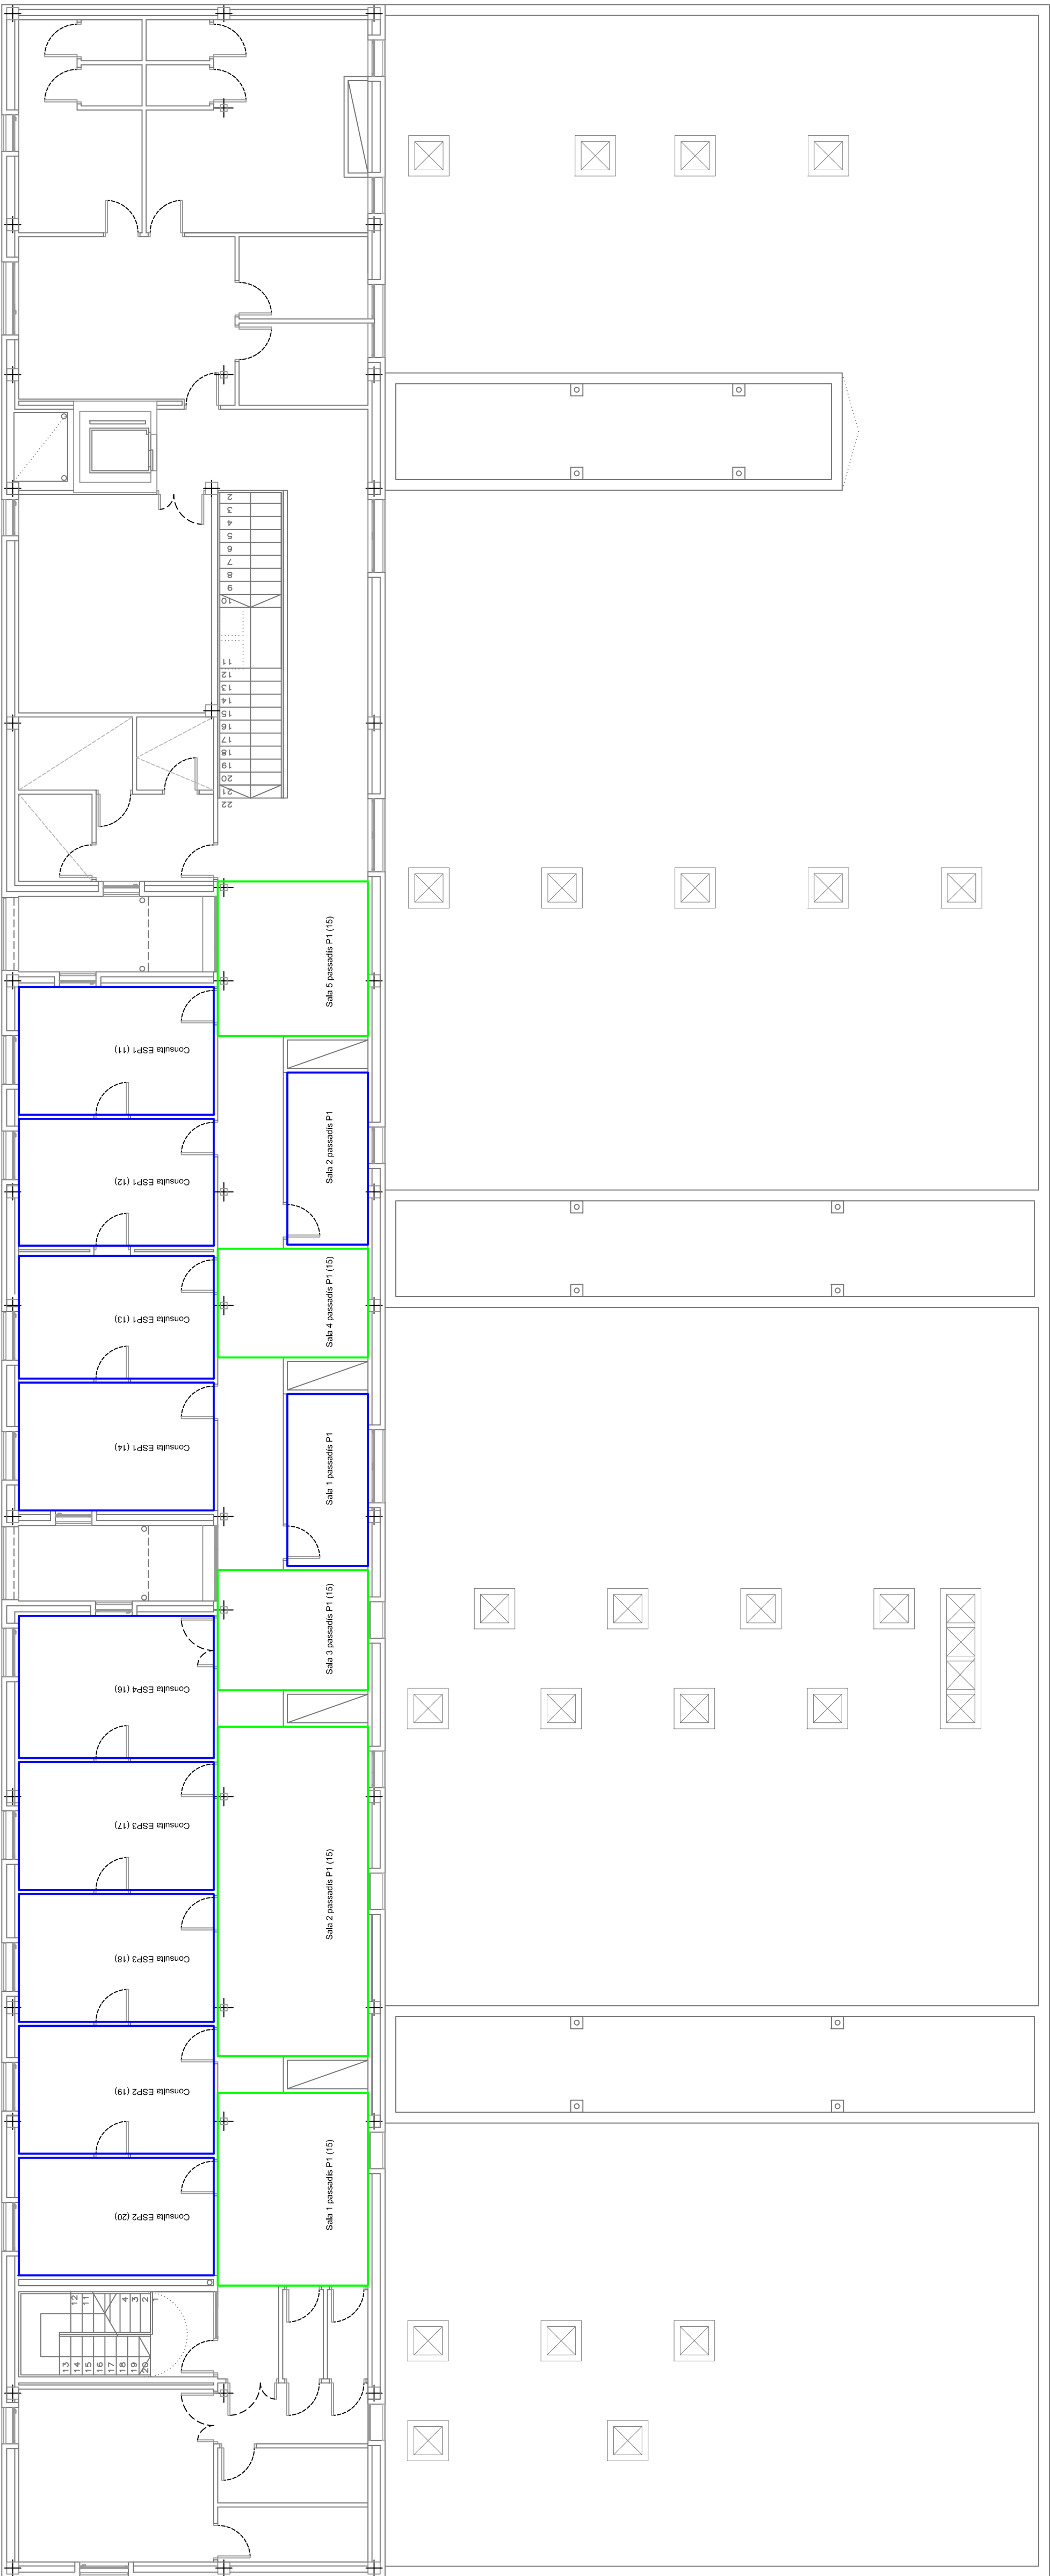 2
3
4
5
6
7
8
9
10
11
12
13
14
15
16
17
18
19
20
21
22
Sala 5 passadis P1 (15)
Consulta ESP1 (11)
Sala 2 passadis P1
Consulta ESP1 (12)
Sala 4 passadis P1 (15)
Consulta ESP1 (13)
Consulta ESP1 (14)
Sala 1 passadis P1
Sala 3 passadis P1 (15)
Consulta ESP4 (16)
Consulta ESP3 (17)
Sala 2 passadis P1 (15)
Consulta ESP3 (18)
Consulta ESP2 (19)
Sala 1 passadis P1 (15)
Consulta ESP2 (20)
12
11
4
3
2
1
13
14
15
16
17
18
19
20